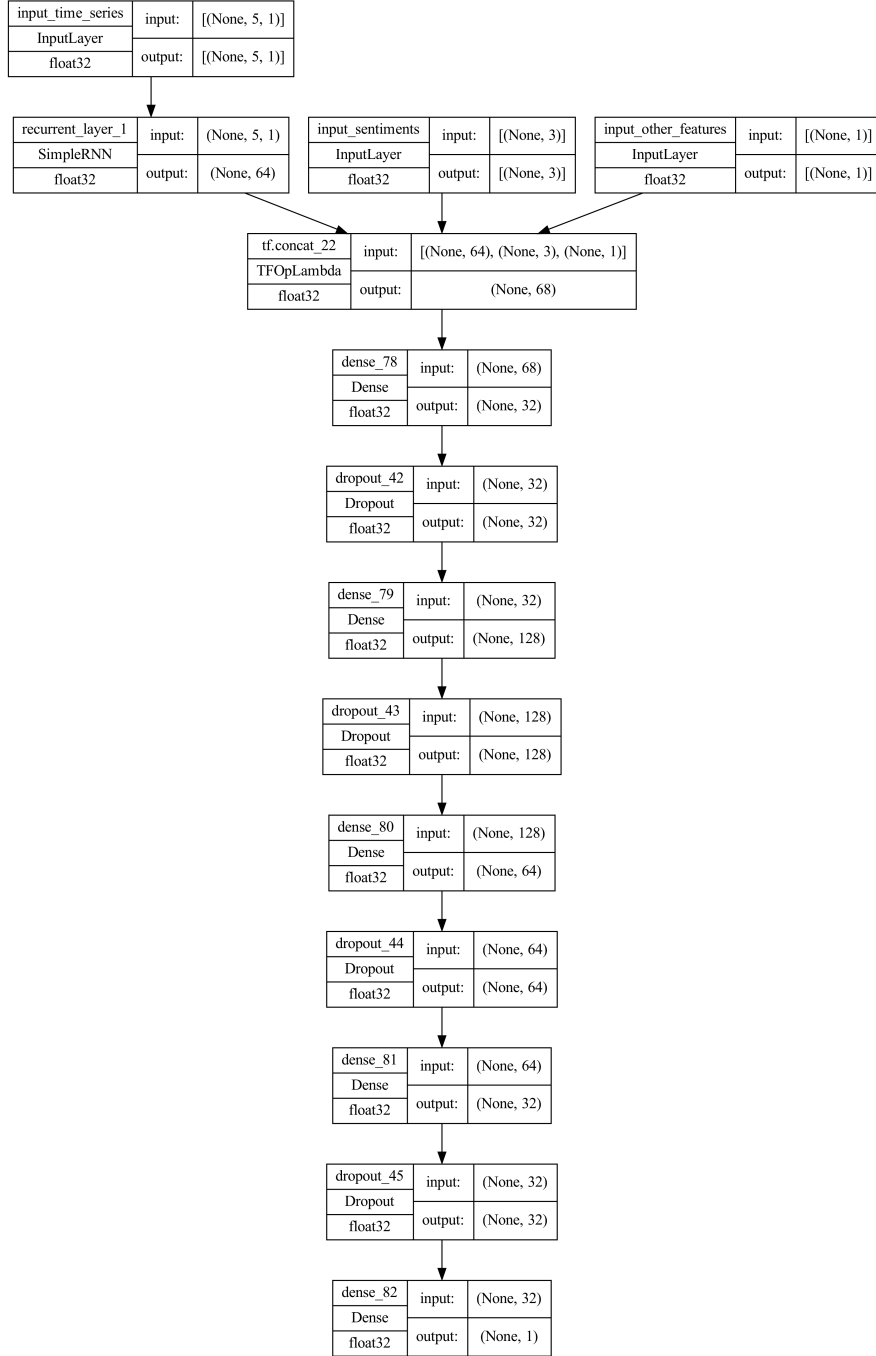 input_time_series
input:
[(None, 5, 1)]
InputLayer
float32
output:
[(None, 5, 1)]
recurrent_layer_1
input:
(None, 5, 1)
SimpleRNN
float32
output:
(None, 64)
input_sentiments
input:
[(None, 3)]
InputLayer
float32
output:
[(None, 3)]
input_other_features
input:
[(None, 1)]
InputLayer
float32
output:
[(None, 1)]
tf.concat_22
input:
[(None, 64), (None, 3), (None, 1)]
TFOpLambda
float32
output:
(None, 68)
dense_78
input:
(None, 68)
Dense
float32
output:
(None, 32)
dropout_42
input:
(None, 32)
Dropout
float32
output:
(None, 32)
dense_79
input:
(None, 32)
Dense
float32
output:
(None, 128)
dropout_43
input:
(None, 128)
Dropout
float32
output:
(None, 128)
dense_80
input:
(None, 128)
Dense
float32
output:
(None, 64)
dropout_44
input:
(None, 64)
Dropout
float32
output:
(None, 64)
dense_81
input:
(None, 64)
Dense
float32
output:
(None, 32)
dropout_45
input:
(None, 32)
Dropout
float32
output:
(None, 32)
dense_82
input:
(None, 32)
Dense
float32
output:
(None, 1)